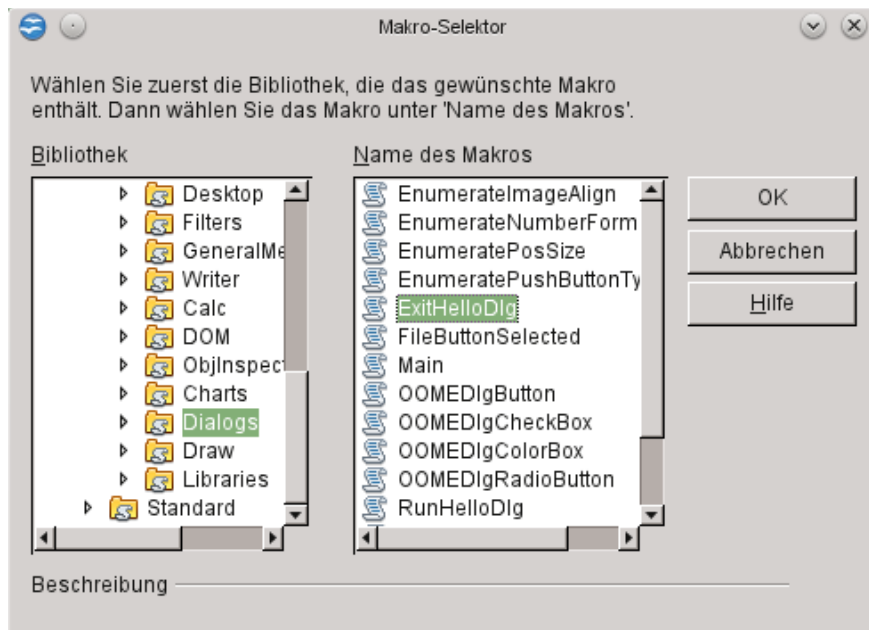 Makro-Selektor
Wählen Sie zuerst die Bibliothek, die das gewünschte Makro
enthält. Dann wählen Sie das Makro unter 'Name des Makros'.
Bibliothek
Desktop
Filters
GeneralMe
Writer
Calc
DOM
ObjInspect
Charts
Dialogs
Draw
Libraries
Standard
Name des Makros
EnumerateImageAlign
EnumerateNumberForm
EnumeratePosSize
EnumeratePushButtonTy
ExitHelloDlg
FileButtonSelected
Main
OOMEDlgButton
OOMEDlgCheckBox
OOMEDlgColorBox
OOMEDlgRadioButton
RunHelloDlg
OK
Abbrechen
Hilfe
Beschreibung